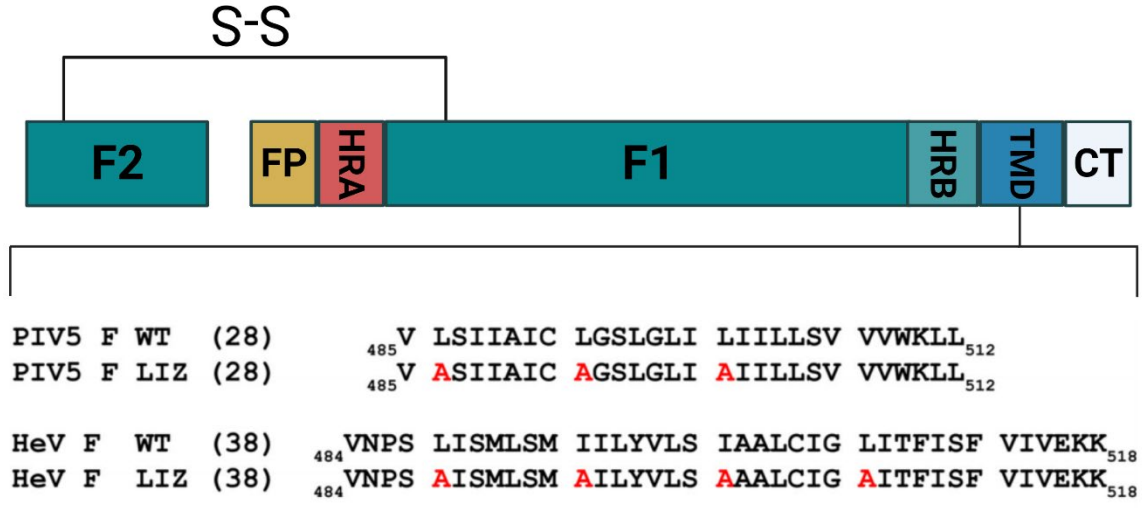 S-S
F2 FP HRA F1 HRB TMD CT
PIV5 F WT (28) 485V LSIIAIC LGSLGLI LIILLSV VVWKLL512
PIV5 F LIZ (28) 485V ASIIAIC AGSLGLI AIILLSV VVWKLL512
HeV F WT (38) 484VNPS LISMLSM IILYVLS IAALCIG LITFISF VIVEKK518
HeV F LIZ (38) 484VNPS AISMLSM AILYVLS AAALCIG AITFISF VIVEKK518